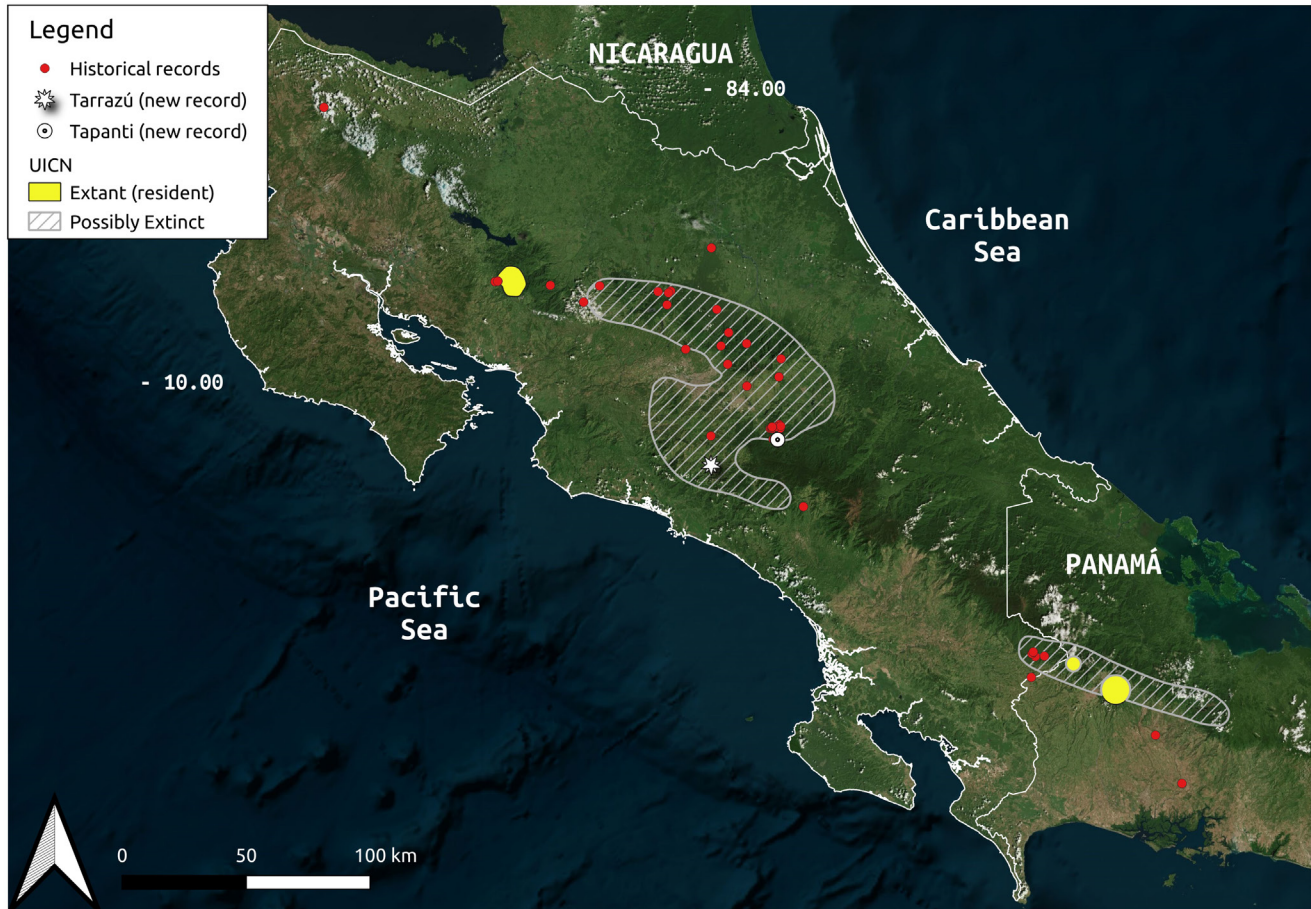 Legend
Historical records
Tarrazú (new record)
Tapanti (new record)
UICN
Extant (resident)
Possibly Extinct
NICARAGUA
- 84.00
Caribbean
Sea
- 10.00
PANAMÁ
Pacific
Sea
0 50 100 km